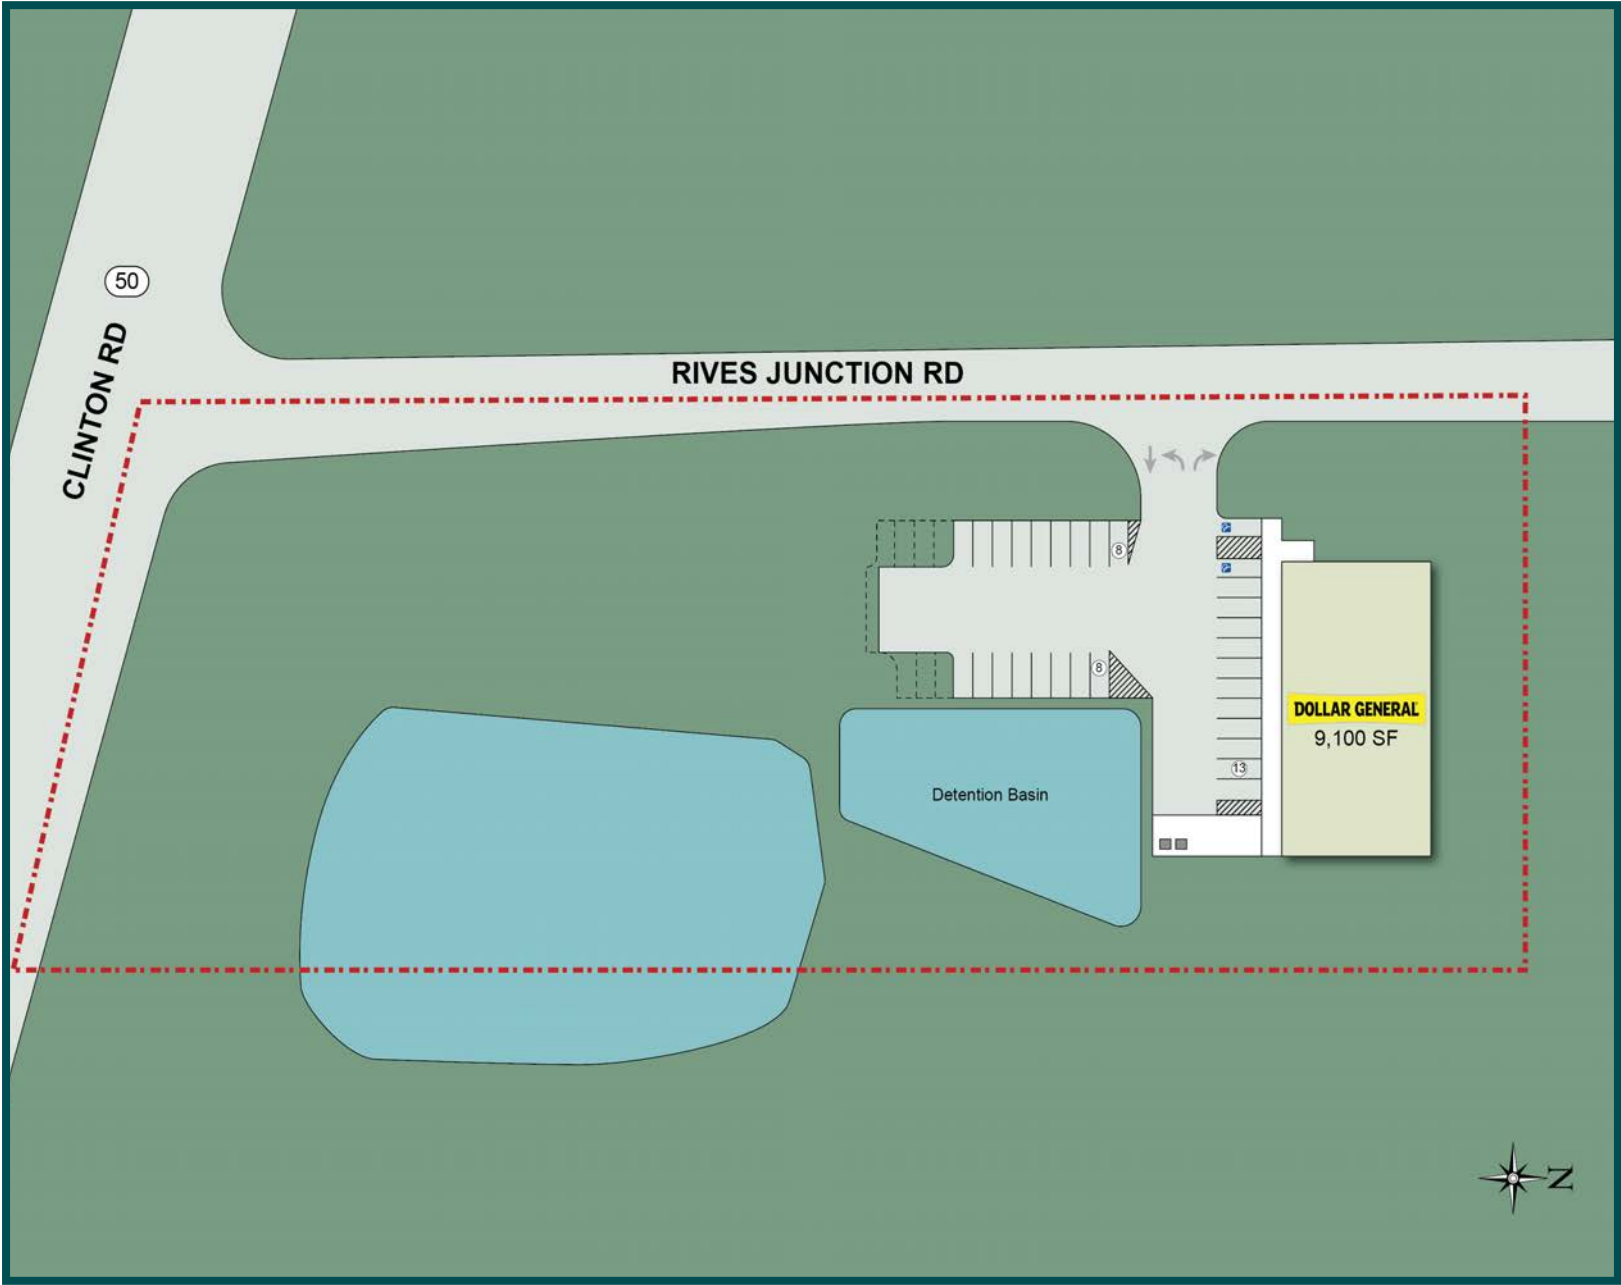 50
CLINTON RD
RIVES JUNCTION RD
8
8
DOLLAR GENERAL
9,100 SF
13
Detention Basin
N